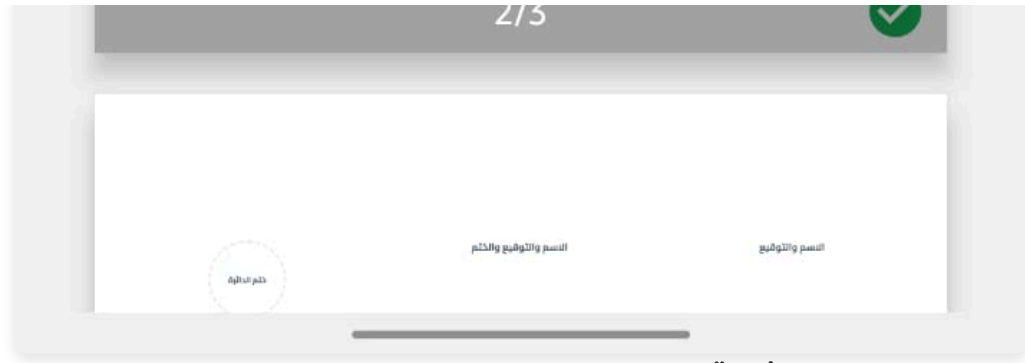 2/3
الاسم والتوقيع
الاسم والتوقيع والختم
ختم الدائرة